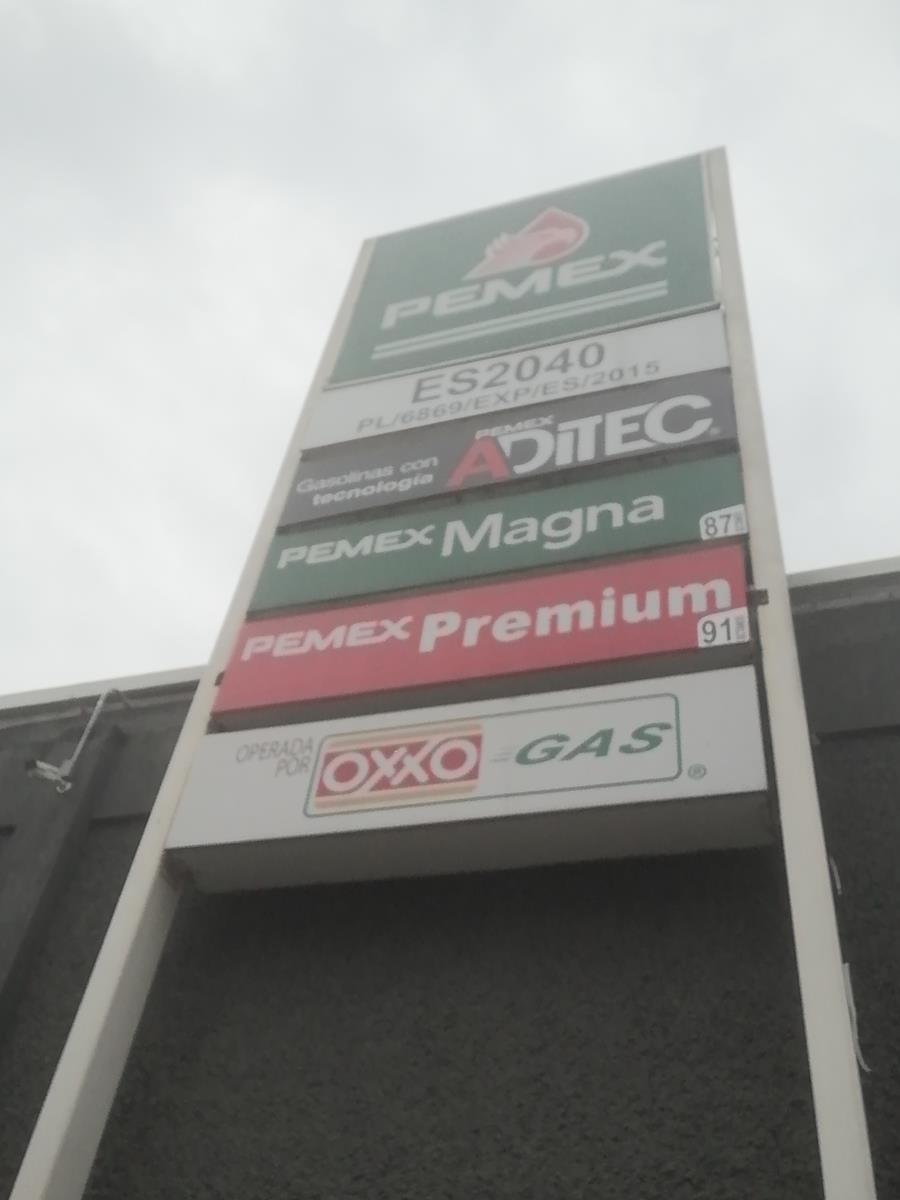 PEMEX
ES2040
PL/6869/EXP/ES/2015
Gasolinas con
tecnología
PEMEX
ADITEC
PEMEX Magna
87
PEMEX Premium
91
OPERADA
POR
OXXO GAS ®